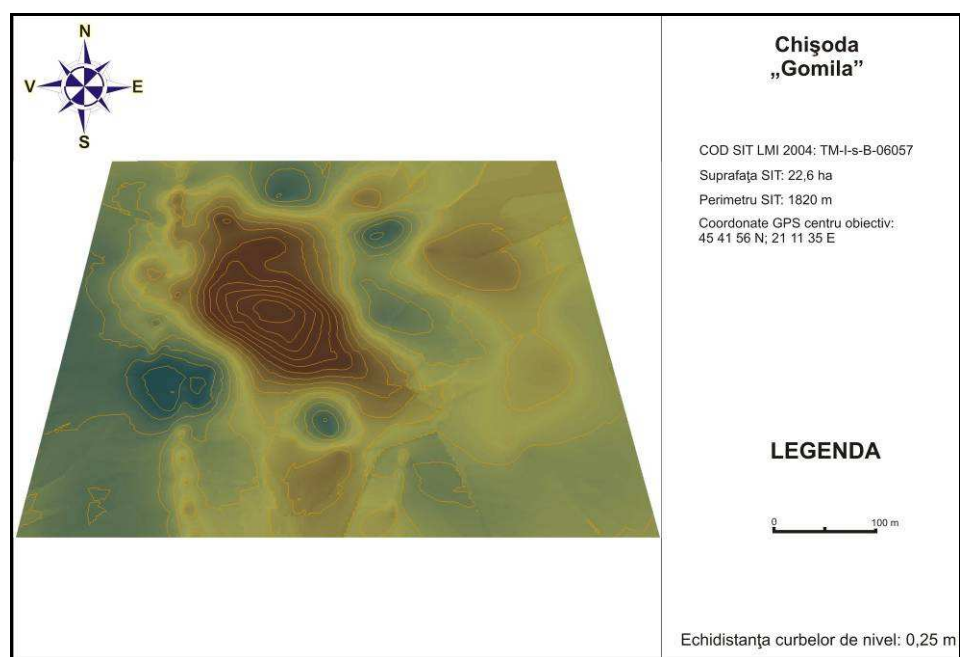 N
V E
S
Chişoda
„Gomila”
COD SIT LMI 2004: TM-I-s-B-06057
Suprafaţa SIT: 22,6 ha
Perimetru SIT: 1820 m
Coordonate GPS centru obiectiv:
45 41 56 N; 21 11 35 E
LEGENDA
0 100 m
Echidistanţa curbelor de nivel: 0,25 m